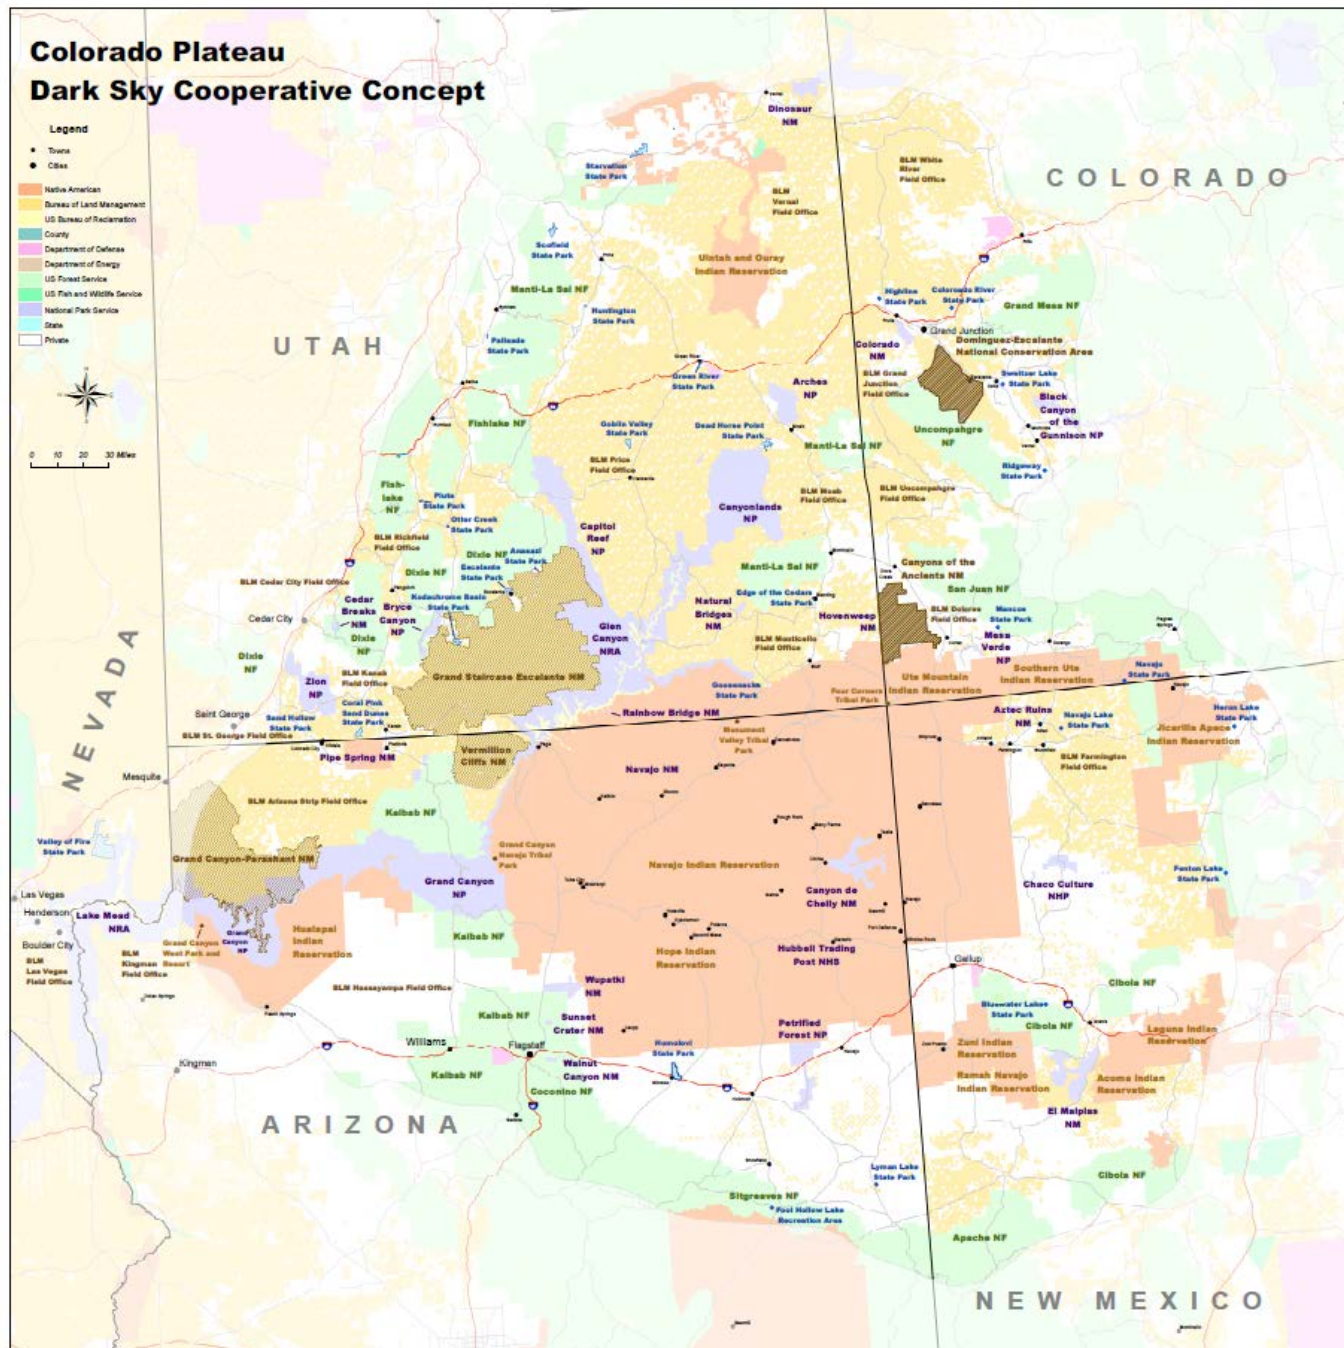 Colorado Plateau
Dark Sky Cooperative Concept
Legend
Towns
Cities
Native American
Bureau of Land Management
US Bureau of Reclamation
County
Department of Defense
Department of Energy
US Forest Service
US Fish and Wildlife Service
National Park Service
State
Private
0 10 20 30 Miles
COLORADO
UTAH
NEVADA
ARIZONA
NEW MEXICO
Dinosaur
NM
Starvation
State Park
BLM White
River
Field Office
BLM
Vernal
Field Office
Scofield
State Park
Uintah and Ouray
Indian Reservation
Manti-La Sal NF
Huntington
State Park
Palisade
State Park
Highline
State Park
Colorado River
State Park
Grand Mesa NF
Grand Junction
Colorado
NM
Dominguez-Escalante
National Conservation Area
BLM Grand
Junction
Field Office
Sweitzer Lake
State Park
Green River
Green River
State Park
Arches
NP
Black
Canyon
of the
Gunnison NP
Fishlake NF
Goblin Valley
State Park
Dead Horse Point
State Park
Manti-La Sal NF
Uncompahgre
NF
Ridgway
State Park
BLM Price
Field Office
Fish-
lake
NF
Piute
State Park
Otter Creek
State Park
Canyonlands
NP
BLM Moab
Field Office
BLM Uncompahgre
Field Office
Capitol
Reef
NP
BLM Richfield
Field Office
Dixie NF
Anasazi
State Park
Escalante
State Park
Dixie NF
Manti-La Sal NF
Canyons of the
Ancients NM
San Juan NF
BLM Cedar City Field Office
Kodachrome Basin
State Park
Cedar
Breaks
NM
Bryce
Canyon
NP
Natural
Bridges
NM
Edge of the Cedars
State Park
Hovenweep
NM
BLM Dolores
Field Office
Mancos
State Park
Cedar City
Dixie
NF
Dixie
NF
Glen
Canyon
NRA
BLM Monticello
Field Office
Mesa
Verde
NP
Zion
NP
BLM Kanab
Field Office
Grand Staircase Escalante NM
Goosenecks
State Park
Four Corners
Tribal Park
Ute Mountain
Indian Reservation
Southern Ute
Indian Reservation
Navajo
State Park
Saint George
Sand Hollow
State Park
Coral Pink
Sand Dunes
State Park
Rainbow Bridge NM
Aztec Ruins
NM
Navajo Lake
State Park
Heron Lake
State Park
Jicarilla Apace
Indian Reservation
BLM St. George Field Office
Pipe Spring NM
Vermillion
Cliffs NM
Monument
Valley Tribal
Park
BLM Farmington
Field Office
Navajo NM
Mesquite
BLM Arizona Strip Field Office
Kaibab NF
Valley of Fire
State Park
Grand Canyon-Parashant NM
Grand Canyon
Navajo Tribal
Park
Navajo Indian Reservation
Grand Canyon
NP
Canyon de
Chelly NM
Chaco Culture
NHP
Fenton Lake
State Park
Las Vegas
Henderson
Boulder City
BLM
Las Vegas
Field Office
Lake Mead
NRA
BLM
Kingman
Field Office
Grand Canyon
West Park and
Resort
Grand
Canyon
NP
Hualapai
Indian
Reservation
Kaibab NF
Hope Indian
Reservation
Hubbell Trading
Post NHS
Gallup
BLM Hassayampa Field Office
Wupatki
NM
Cibola NF
Kaibab NF
Sunset
Crater NM
Petrified
Forest NP
Bluewater Lake
State Park
Cibola NF
Laguna Indian
Reservation
Williams
Flagstaff
Homolovi
State Park
Zuni Indian
Reservation
Kingman
Kaibab NF
Walnut
Canyon NM
Coconino NF
Ramah Navajo
Indian Reservation
Acoma Indian
Reservation
El Malpias
NM
Lyman Lake
State Park
Cibola NF
Sitgreaves NF
Fool Hollow Lake
Recreation Area
Apache NF